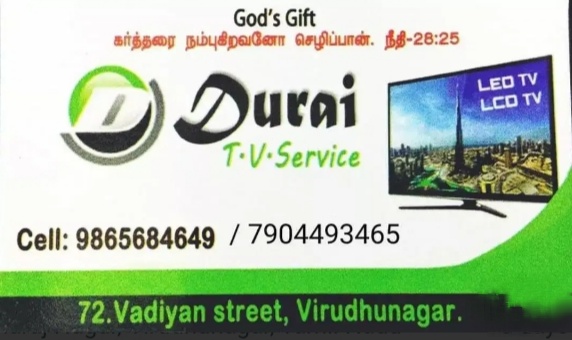 God's Gift
கர்த்தரை நம்புகிறவனோ செழிப்பான். நீதி-28:25
D Durai
T.V.Service
LED TV
LCD TV
Cell: 9865684649 / 7904493465
72.Vadiyan street, Virudhunagar.